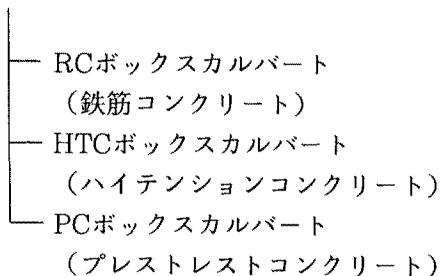 RCボックスカルバート
（鉄筋コンクリート）
HTCボックスカルバート
（ハイテンションコンクリート）
PCボックスカルバート
（プレストレストコンクリート）